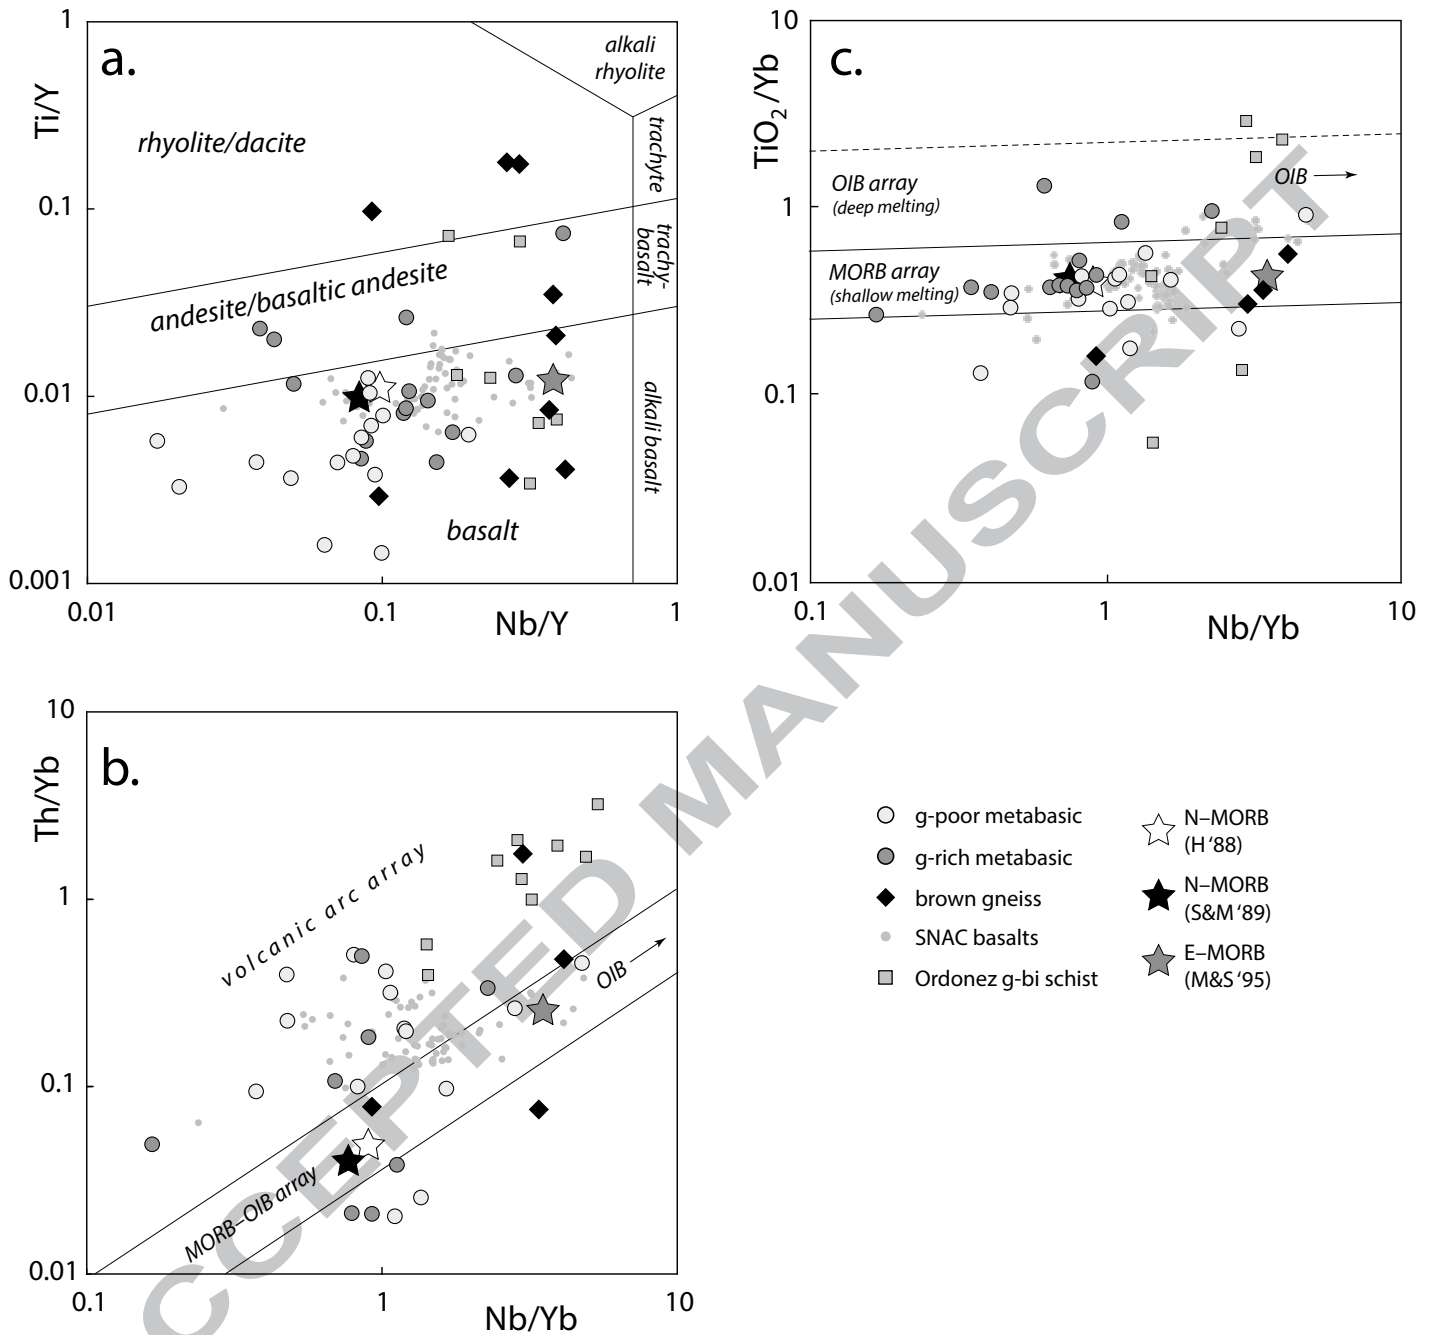 a.
1
0.1
0.01
0.001
Ti/Y
0.01
0.1
1
Nb/Y
alkali
rhyolite
rhyolite/dacite
trachyte
trachy-
basalt
andesite/basaltic andesite
alkali basalt
basalt
c.
10
1
0.1
0.01
TiO2/Yb
0.1
1
10
Nb/Yb
OIB array
(deep melting)
OIB
MORB array
(shallow melting)
b.
10
1
0.1
0.01
Th/Yb
0.1
1
10
Nb/Yb
volcanic arc array
OIB
MORB–OIB array
g-poor metabasic
g-rich metabasic
brown gneiss
SNAC basalts
Ordonez g-bi schist
N–MORB
(H ‘88)
N–MORB
(S&M ‘89)
E–MORB
(M&S ‘95)
CCEPTED MANUSCRIPT